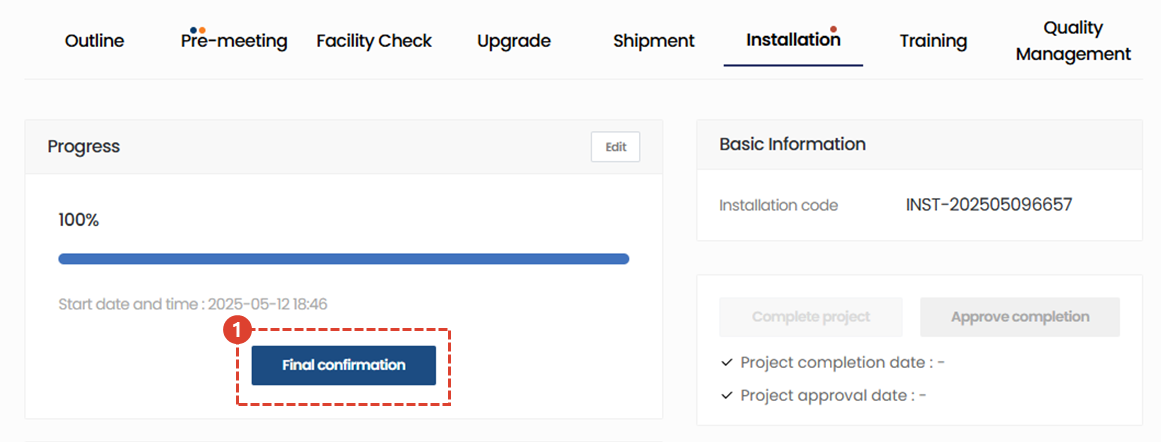 Outline
Pre-meeting
Facility Check
Upgrade
Shipment
Installation
Training
Quality
Management
Progress
Edit
100%
Start date and time : 2025-05-12 18:46
1
Final confirmation
Basic Information
Installation code INST-202505096657
Complete project
Approve completion
Project completion date : -
Project approval date : -